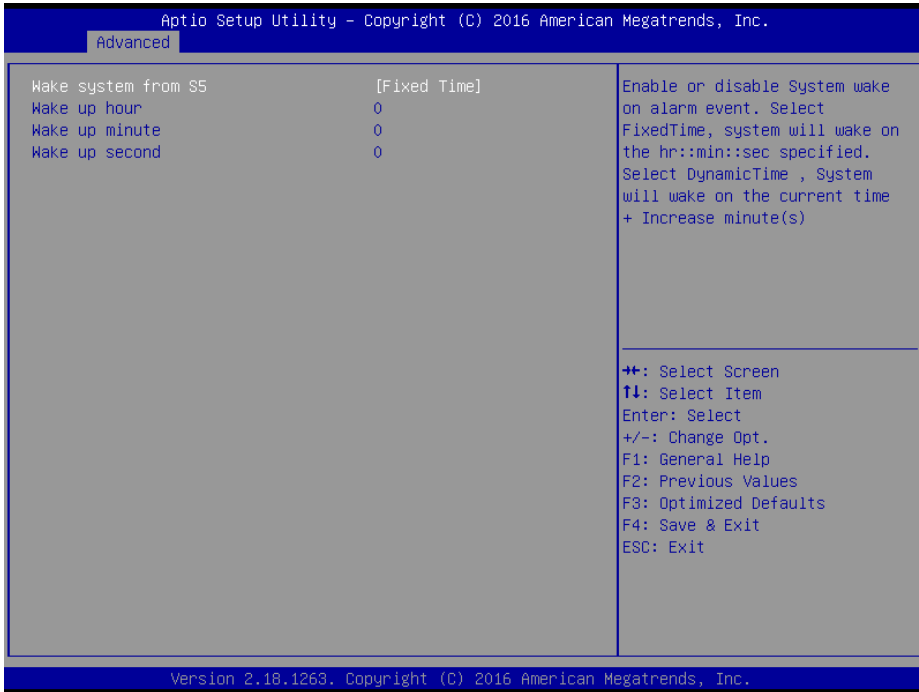 Aptio Setup Utility – Copyright (C) 2016 American Megatrends, Inc.
Advanced
Wake system from S5 [Fixed Time]
Wake up hour 0
Wake up minute 0
Wake up second 0
Enable or disable System wake
on alarm event. Select
FixedTime, system will wake on
the hr::min::sec specified.
Select DynamicTime , System
will wake on the current time
+ Increase minute(s)
→←: Select Screen
↑↓: Select Item
Enter: Select
+/-: Change Opt.
F1: General Help
F2: Previous Values
F3: Optimized Defaults
F4: Save & Exit
ESC: Exit
Version 2.18.1263. Copyright (C) 2016 American Megatrends, Inc.